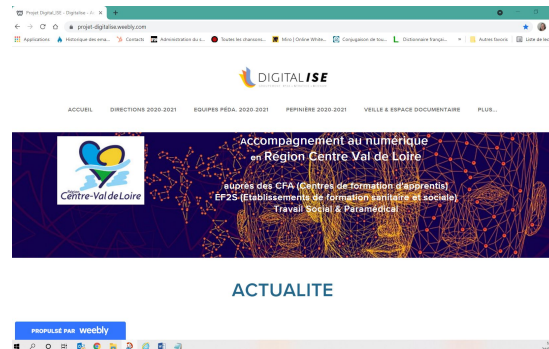 Projet Digital_ISE - Digitalise - Ac
projet-digitalise.weebly.com
Applications
Historique des ema...
Contacts
Administration du s...
Toutes les chansons...
Miro | Online White...
Conjugaison de tou...
Dictionnaire françai...
Autres favoris
Liste de lec
DIGITALISE
ACCUEIL
DIRECTIONS 2020-2021
EQUIPES PÉDA. 2020-2021
PEPINIÈRE 2020-2021
VEILLE & ESPACE DOCUMENTAIRE
PLUS...
Région
Centre-Val de Loire
Accompagnement au numérique
en Région Centre Val de Loire
auprès des CFA (Centres de formation d'apprentis)
EF2S (Etablissements de formation sanitaire et sociale)
Travail Social & Paramédical
ACTUALITE
PROPULSÉ PAR weebly